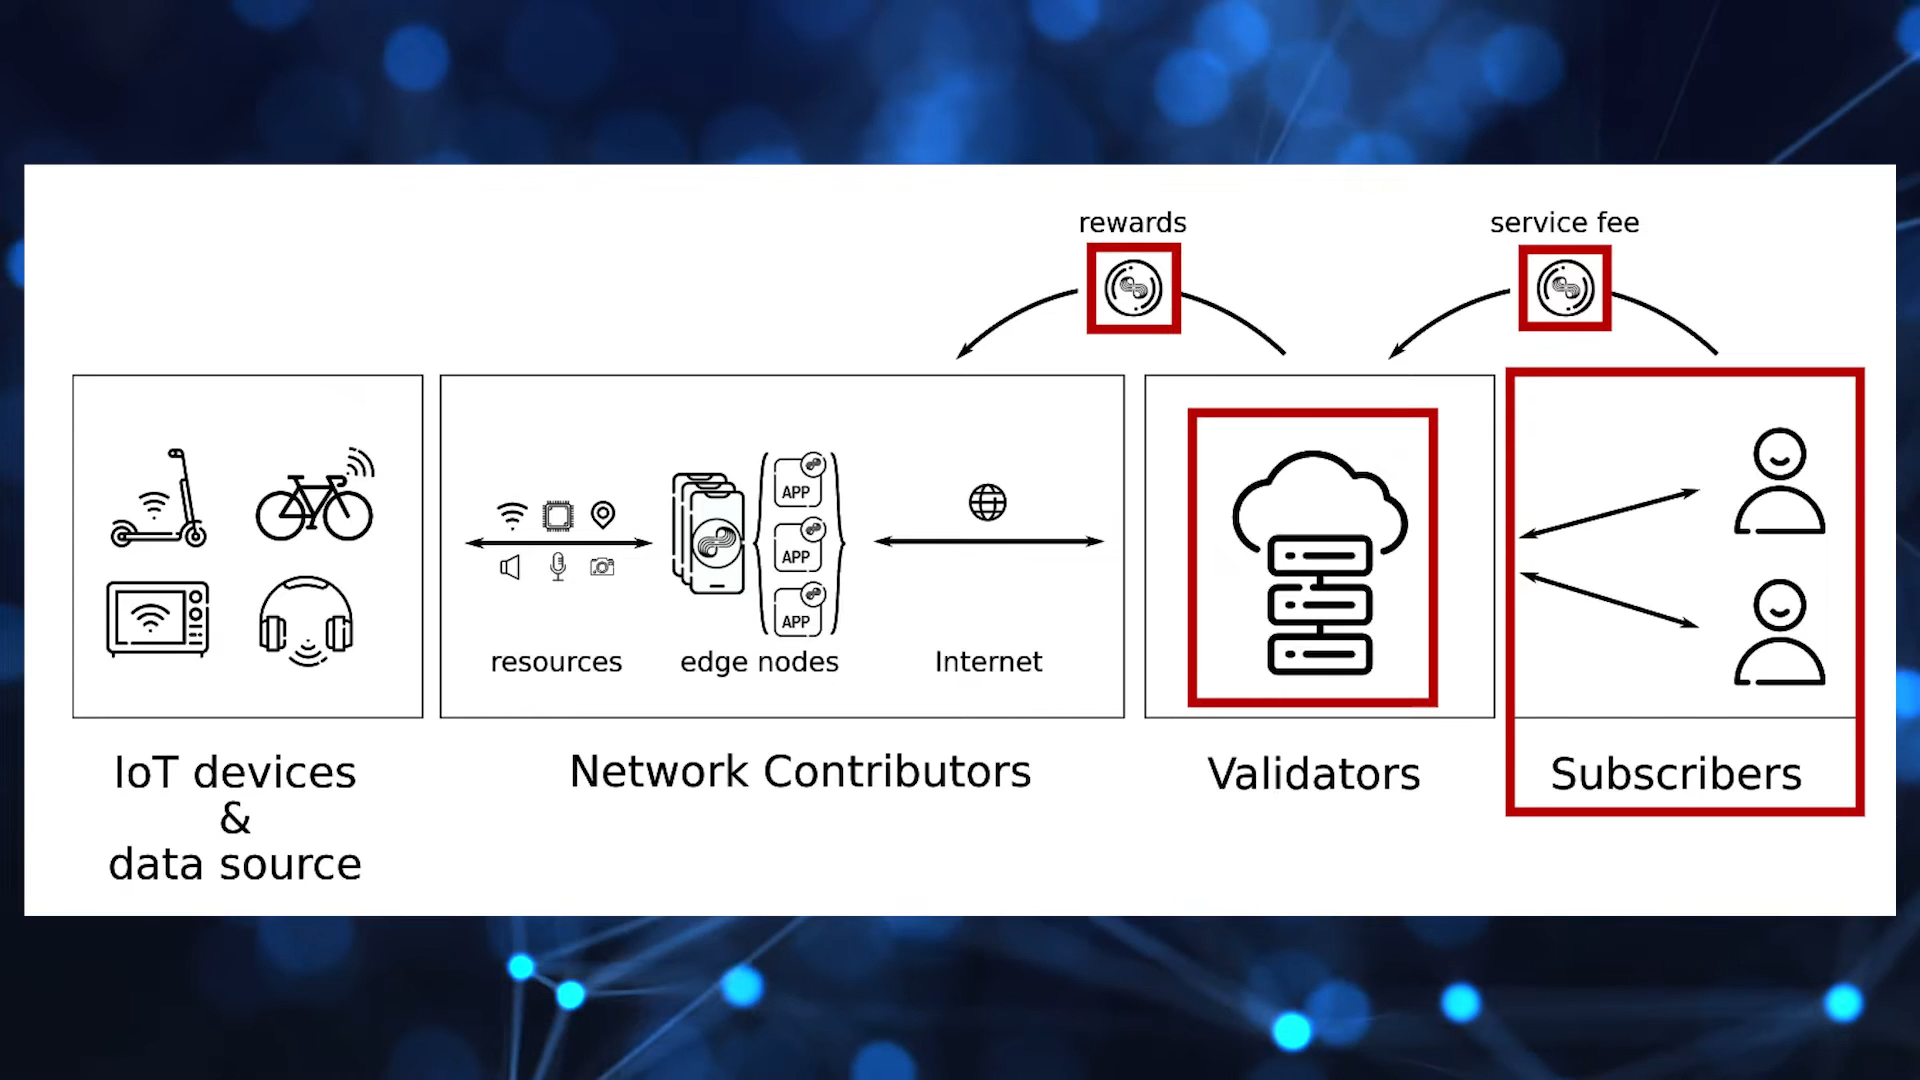 rewards
service fee
APP
APP
APP
resources
edge nodes
Internet
IoT devices
&
data source
Network Contributors
Validators
Subscribers